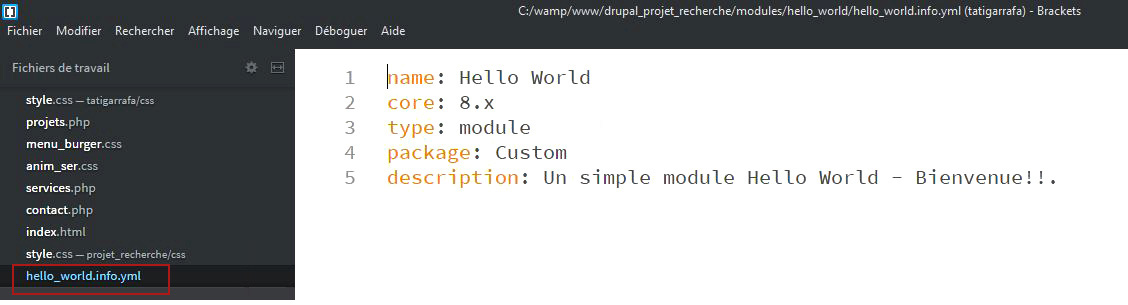 C:/wamp/www/drupal_projet_recherche/modules/hello_world/hello_world.info.yml (tatigarrafa) - Brackets
Fichier Modifier Rechercher Affichage Naviguer Déboguer Aide
Fichiers de travail
style.css — tatigarrafa/css
projets.php
menu_burger.css
anim_ser.css
services.php
contact.php
index.html
style.css — projet_recherche/css
hello_world.info.yml
1 name: Hello World
2 core: 8.x
3 type: module
4 package: Custom
5 description: Un simple module Hello World - Bienvenue!!.